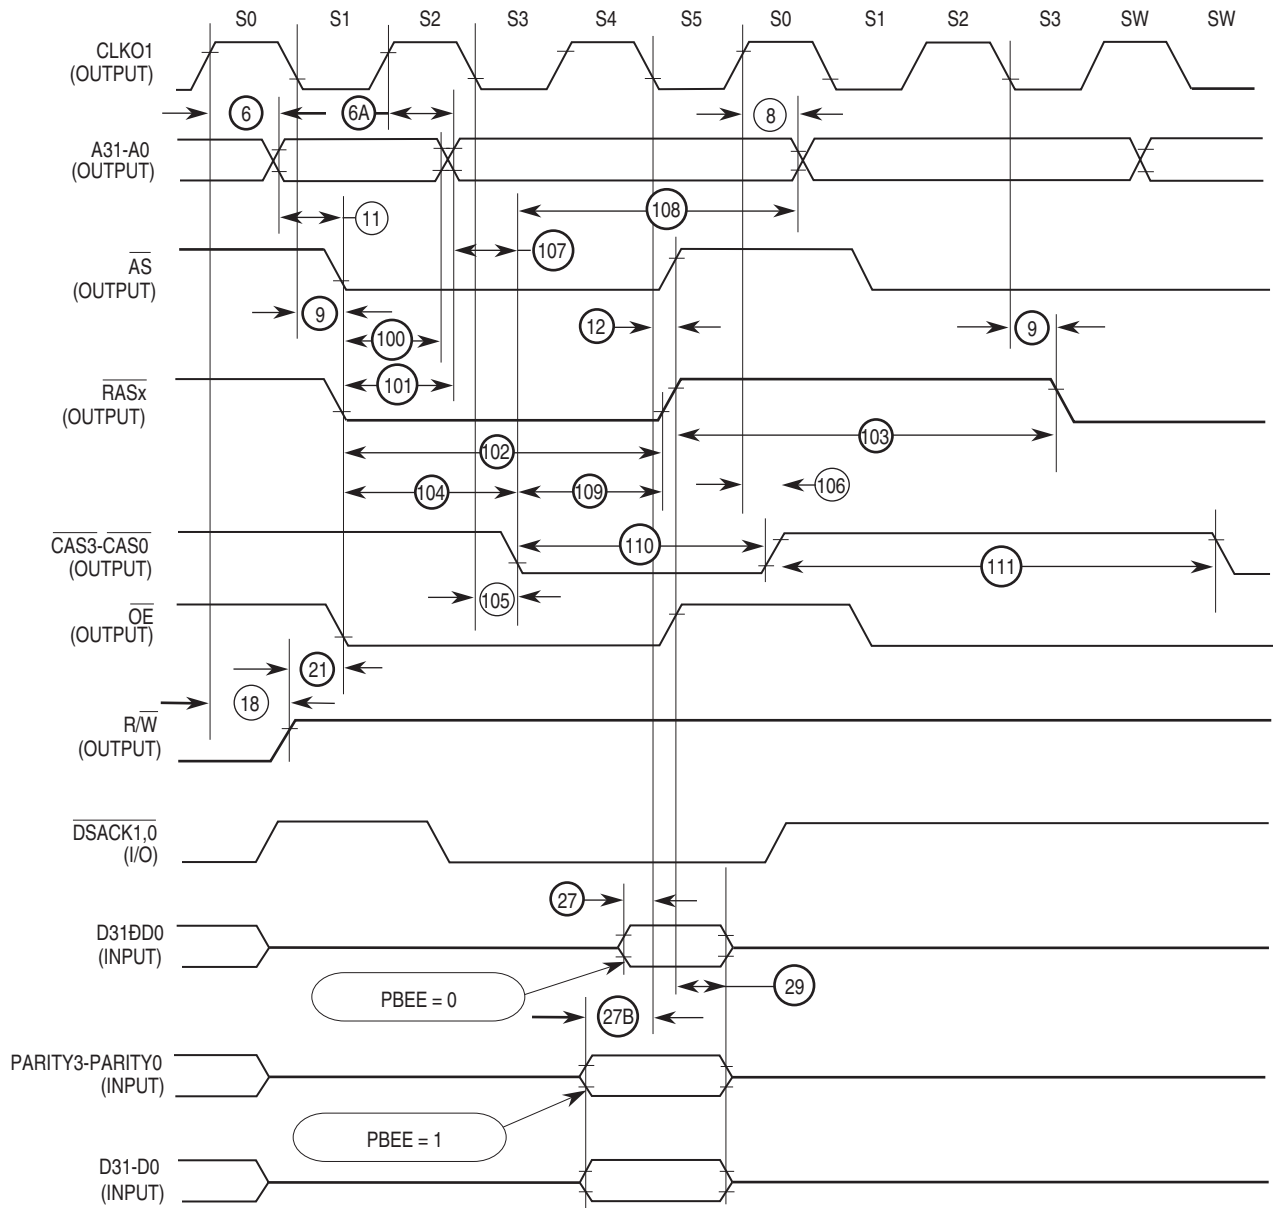 S0 S1 S2 S3 S4 S5 S0 S1 S2 S3 SW SW
CLKO1
(OUTPUT)
6 6A 8
A31-A0
(OUTPUT)
11 108
107
AS
(OUTPUT)
9 12 9
100
101
RASx
(OUTPUT)
102 103
104 109 106
CAS3-CAS0
(OUTPUT)
110 111
105
OE
(OUTPUT)
21
18
R/W
(OUTPUT)
DSACK1,0
(I/O)
27
D31ÐD0
(INPUT)
PBEE = 0
29
27B
PARITY3-PARITY0
(INPUT)
PBEE = 1
D31-D0
(INPUT)